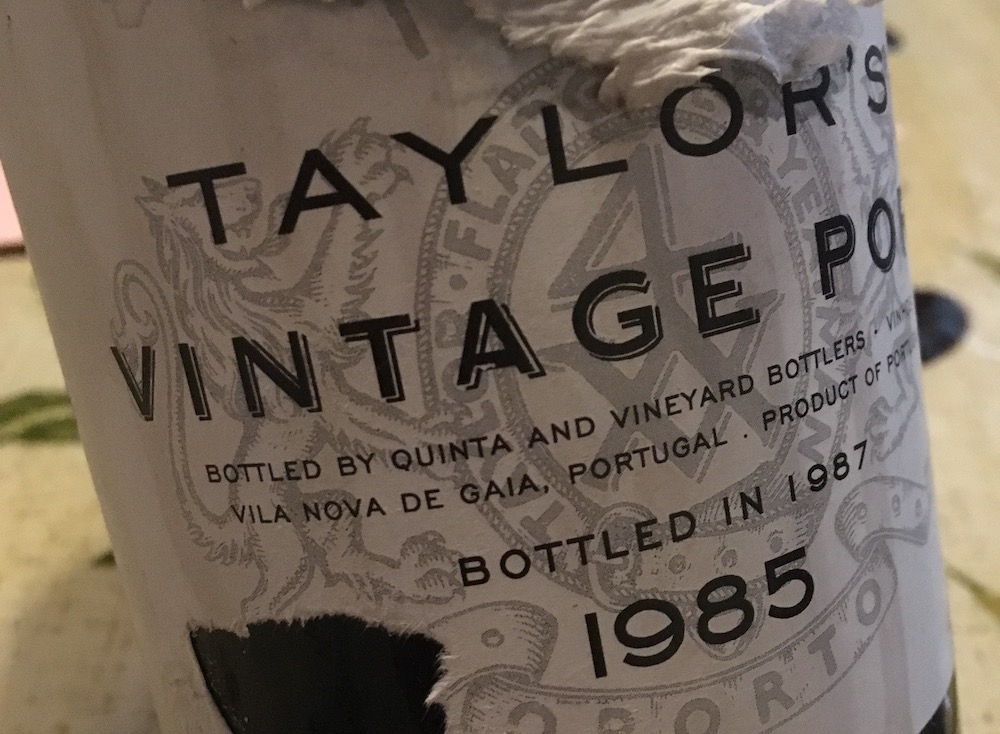 TAYLOR'S
VINTAGE PO
BOTTLED BY QUINTA AND VINEYARD BOTTLERS ·
VILA NOVA DE GAIA, PORTUGAL · PRODUCT OF
BOTTLED IN 1987
1985
OPORTO